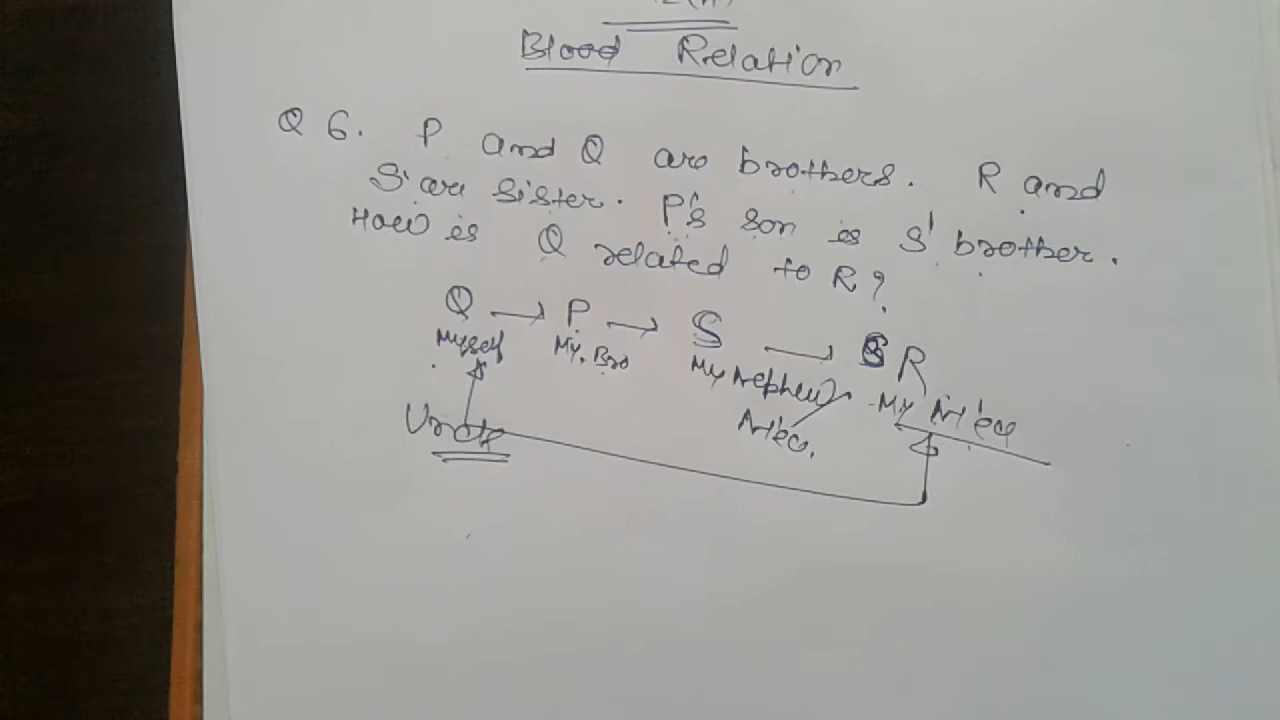 Blood Relation
Q 6. P and Q are brothers. R and
S are sister. P's son is S' brother.
How is Q related to R?
Q → P → S → R
Myself My. Bro My Nephew My Niece
Niece.
Uncle